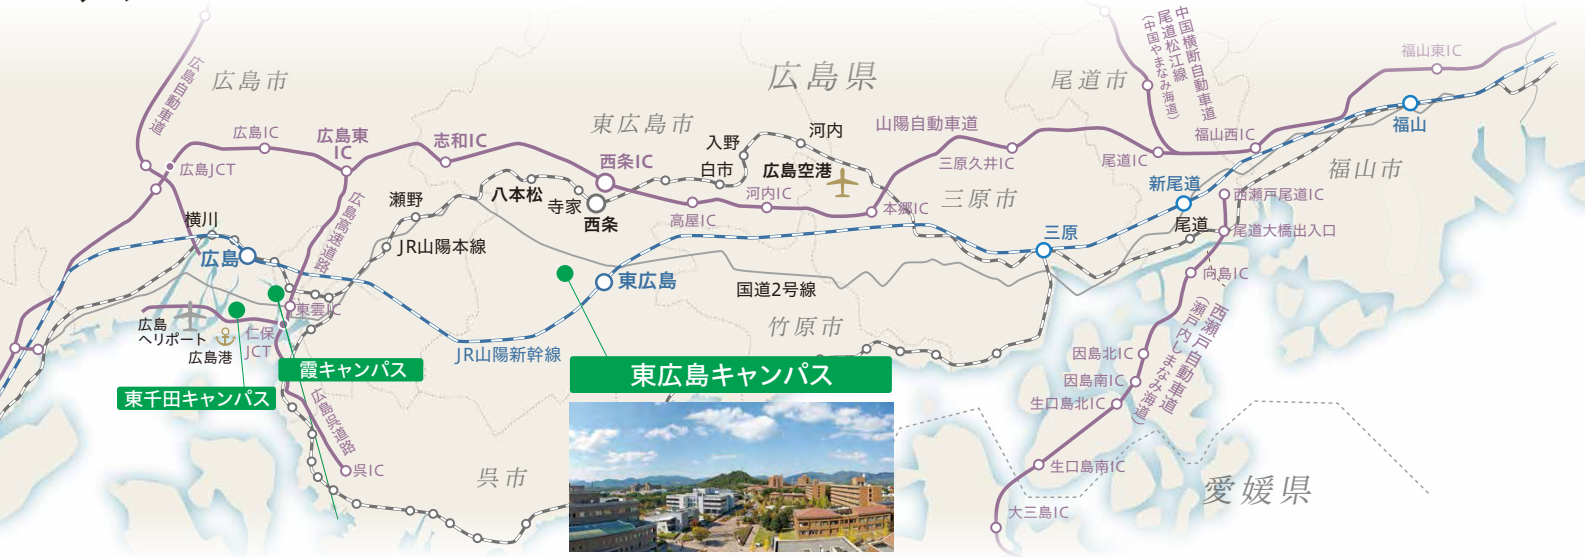 広島自動車道
広島市
広島県
尾道市
中国横断自動車道
尾道松江線
(中国やまなみ海道)
福山東IC
広島IC
広島東
IC
志和IC
東広島市
入野
河内
山陽自動車道
福山西IC
福山
広島JCT
西条IC
白市
広島空港
三原久井IC
尾道IC
福山市
瀬野
八本松
寺家
西条
高屋IC
河内IC
本郷IC
三原市
新尾道
西瀬戸尾道IC
横川
広島高速道路
JR山陽本線
尾道
尾道大橋出入口
広島
東広島
国道2号線
三原
向島IC
東雲IC
広島
ヘリポート
広島港
仁保
JCT
竹原市
JR山陽新幹線
西瀬戸自動車道
(瀬戸内しまなみ海道)
因島北IC
霞キャンパス
東広島キャンパス
因島南IC
東千田キャンパス
広島呉道路
生口島北IC
呉IC
呉市
生口島南IC
愛媛県
大三島IC